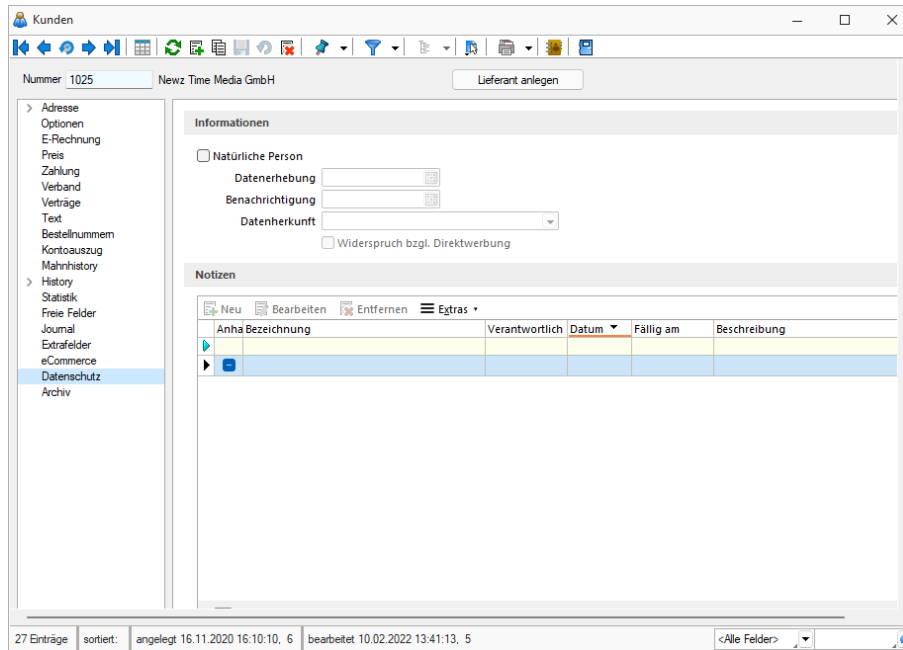 Kunden
Nummer 1025 Newz Time Media GmbH Lieferant anlegen
Adresse
Optionen
E-Rechnung
Preis
Zahlung
Verband
Verträge
Text
Bestellnummern
Kontoauszug
Mahnhistory
History
Statistik
Freie Felder
Journal
Extrafelder
eCommerce
Datenschutz
Archiv
Informationen
Natürliche Person
Datenerhebung
Benachrichtigung
Datenherkunft
Widerspruch bzgl. Direktwerbung
Notizen
Neu Bearbeiten Entfernen Extras
Anha Bezeichnung Verantwortlich Datum Fällig am Beschreibung
27 Einträge sortiert: angelegt 16.11.2020 16:10:10, 6 bearbeitet 10.02.2022 13:41:13, 5 <Alle Felder>